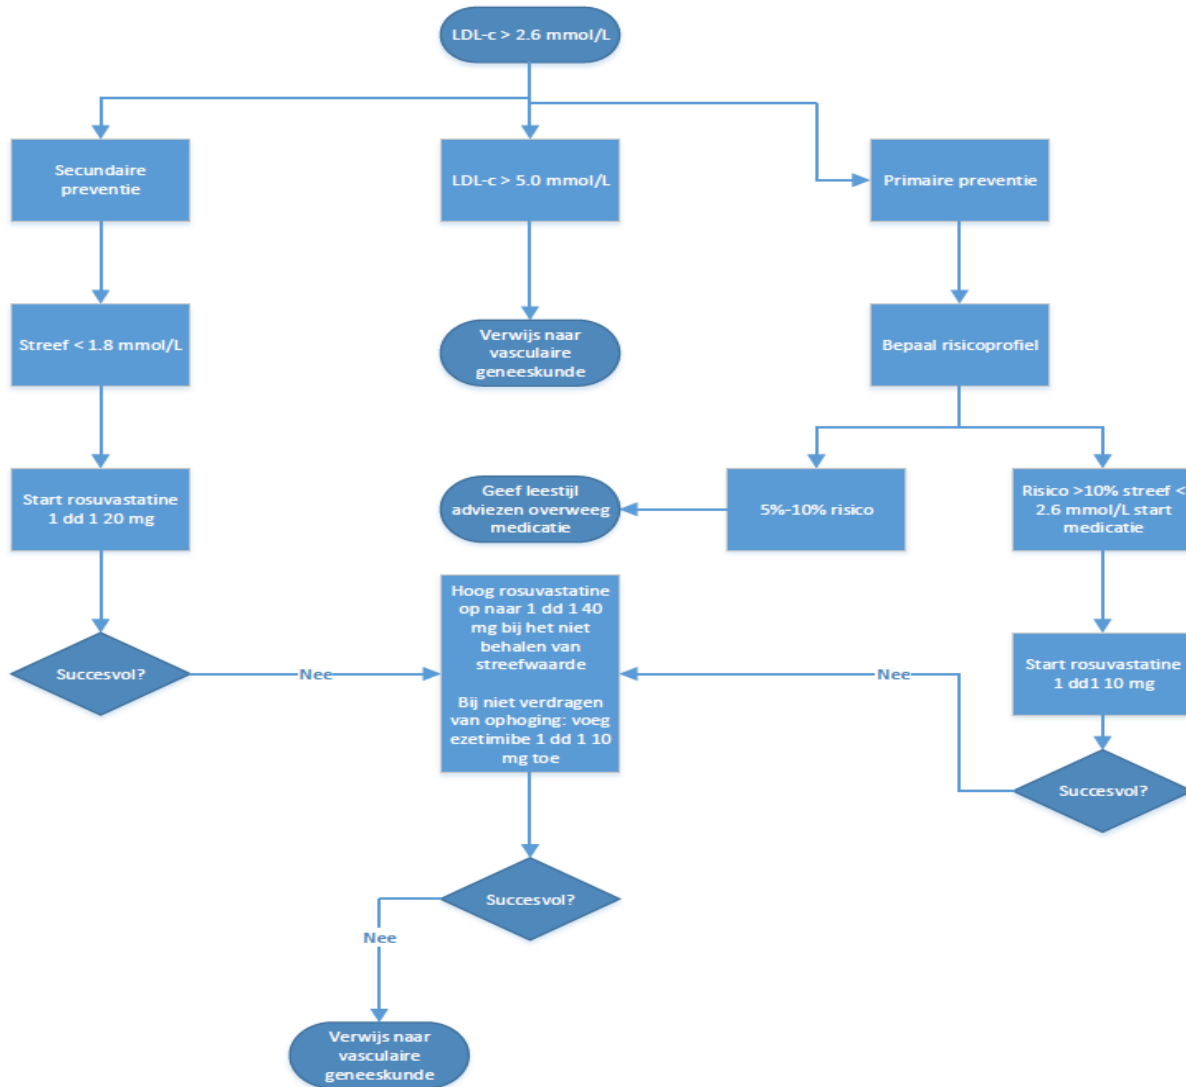 LDL-c > 2.6 mmol/L
Secundaire
preventie
LDL-c > 5.0 mmol/L
Primaire preventie
Streef < 1.8 mmol/L
Verwijs naar
vasculaire
geneeskunde
Bepaal risicoprofiel
Start rosuvastatine
1 dd 1 20 mg
Geef leestijl
adviezen overweeg
medicatie
5%-10% risico
Risico >10% streef <
2.6 mmol/L start
medicatie
Hoog rosuvastatine
op naar 1 dd 1 40
mg bij het niet
behalen van
streefwaarde
Bij niet verdragen
van ophoging: voeg
ezetimibe 1 dd 1 10
mg toe
Succesvol?
Nee
Nee
Start rosuvastatine
1 dd1 10 mg
Succesvol?
Succesvol?
Nee
Verwijs naar
vasculaire
geneeskunde